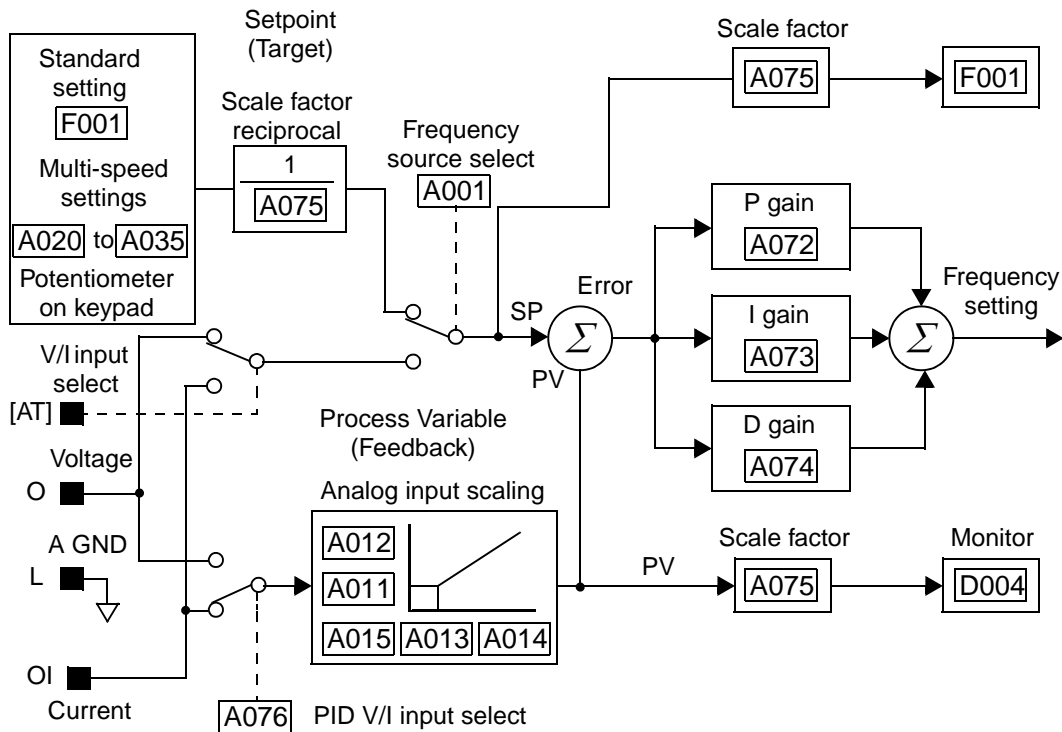 Setpoint
(Target)
Scale factor
A075
F001
Standard
setting
F001
Multi-speed
settings
A020 to A035
Potentiometer
on keypad
Scale factor
reciprocal
1
A075
Frequency
source select
A001
P gain
A072
I gain
A073
D gain
A074
Frequency
setting
Error
SP
Σ
PV
Σ
V/I input
select
[AT]
Voltage
O
A GND
L
OI
Current
Process Variable
(Feedback)
Analog input scaling
A012
A011
A015 A013 A014
PV
Scale factor
A075
Monitor
D004
A076 PID V/I input select